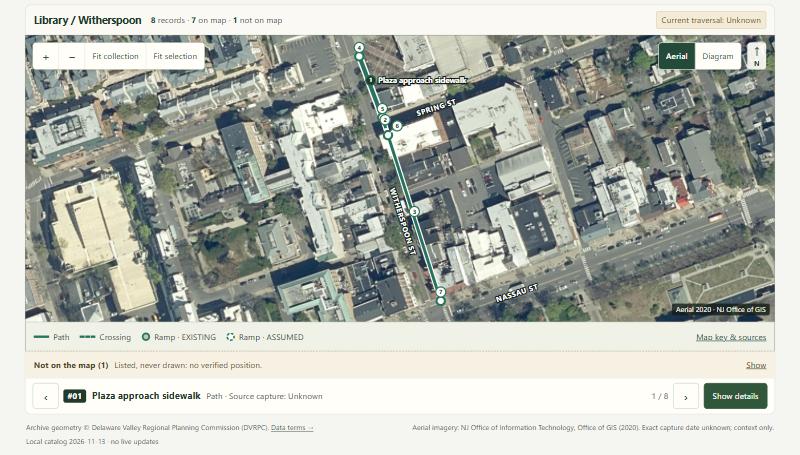 Library / Witherspoon 8 records · 7 on map · 1 not on map Current traversal: Unknown
+ − Fit collection Fit selection Aerial Diagram ↑ N
4
1 Plaza approach sidewalk
5
SPRING ST
2
6
WITHERSPOON ST
3
7
NASSAU ST
Aerial 2020 · NJ Office of GIS
Path Crossing Ramp · EXISTING Ramp · ASSUMED Map key & sources
Not on the map (1) Listed, never drawn: no verified position. Show
‹ #01 Plaza approach sidewalk Path · Source capture: Unknown 1 / 8 › Show details
Archive geometry © Delaware Valley Regional Planning Commission (DVRPC). Data terms → Aerial imagery: NJ Office of Information Technology, Office of GIS (2020). Exact capture date unknown; context only.
Local catalog 2026-11-13 · no live updates